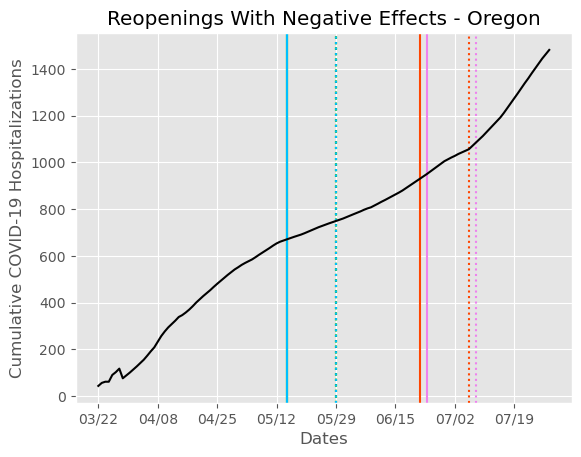 Reopenings With Negative Effects - Oregon
Cumulative COVID-19 Hospitalizations
1400
1200
1000
800
600
400
200
0
03/22 04/08 04/25 05/12 05/29 06/15 07/02 07/19
Dates